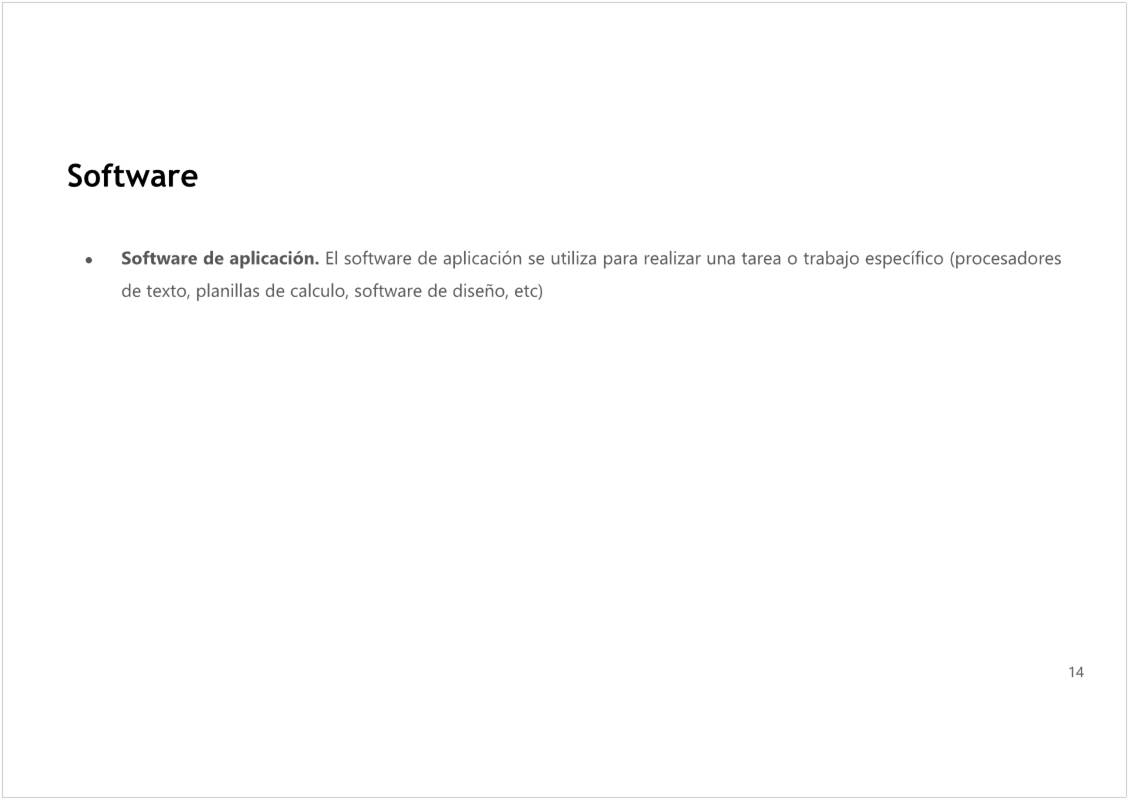 Software
● Software de aplicación. El software de aplicación se utiliza para realizar una tarea o trabajo específico (procesadores
de texto, planillas de calculo, software de diseño, etc)
14